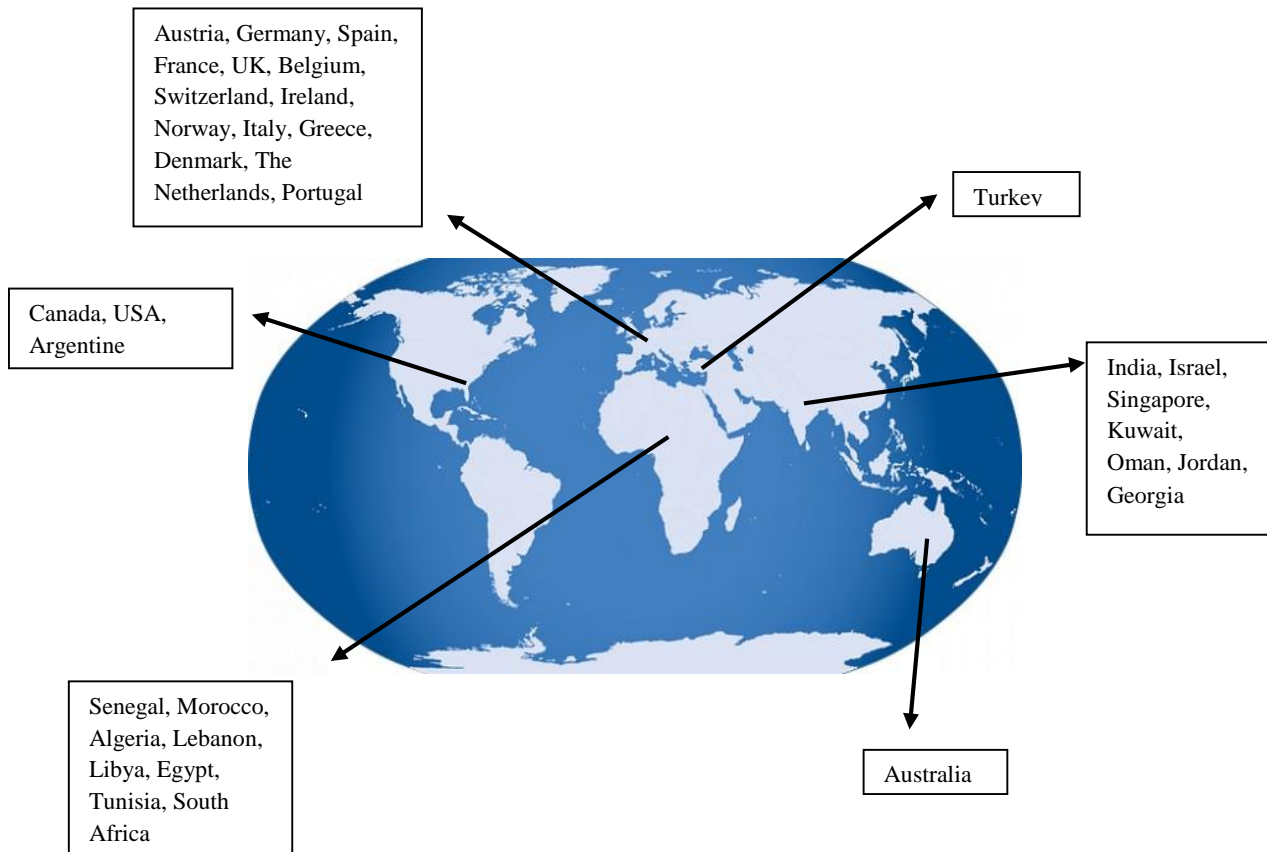 Austria, Germany, Spain,
France, UK, Belgium,
Switzerland, Ireland,
Norway, Italy, Greece,
Denmark, The
Netherlands, Portugal
Turkey
Canada, USA,
Argentine
India, Israel,
Singapore,
Kuwait,
Oman, Jordan,
Georgia
Senegal, Morocco,
Algeria, Lebanon,
Libya, Egypt,
Tunisia, South
Africa
Australia